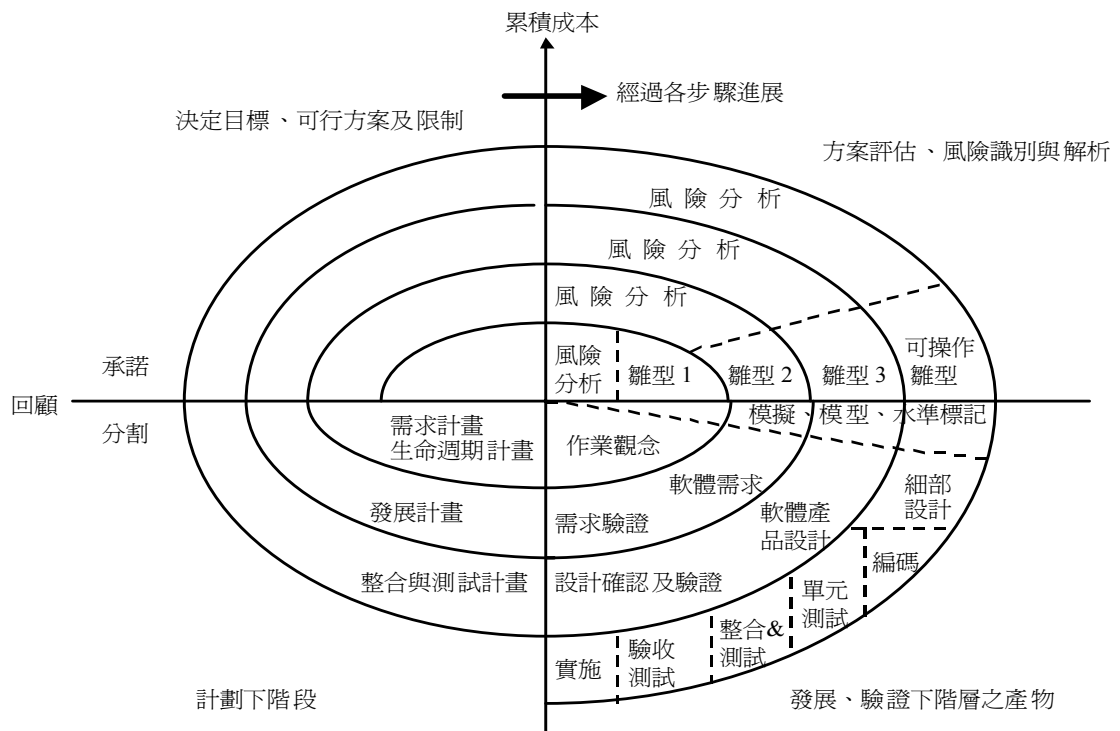 累積成本
經過各步驟進展
決定目標、可行方案及限制
方案評估、風險識別與解析
風險分析
風險分析
風險分析
風險
分析
雛型 1
雛型 2
雛型 3
可操作
雛型
承諾
回顧
分割
模擬、模型、水準標記
需求計畫
生命週期計畫
作業觀念
軟體需求
細部
設計
發展計畫
需求驗證
軟體產
品設計
編碼
整合與測試計畫
設計確認及驗證
單元
測試
整合&
測試
驗收
測試
實施
計劃下階段
發展、驗證下階層之產物